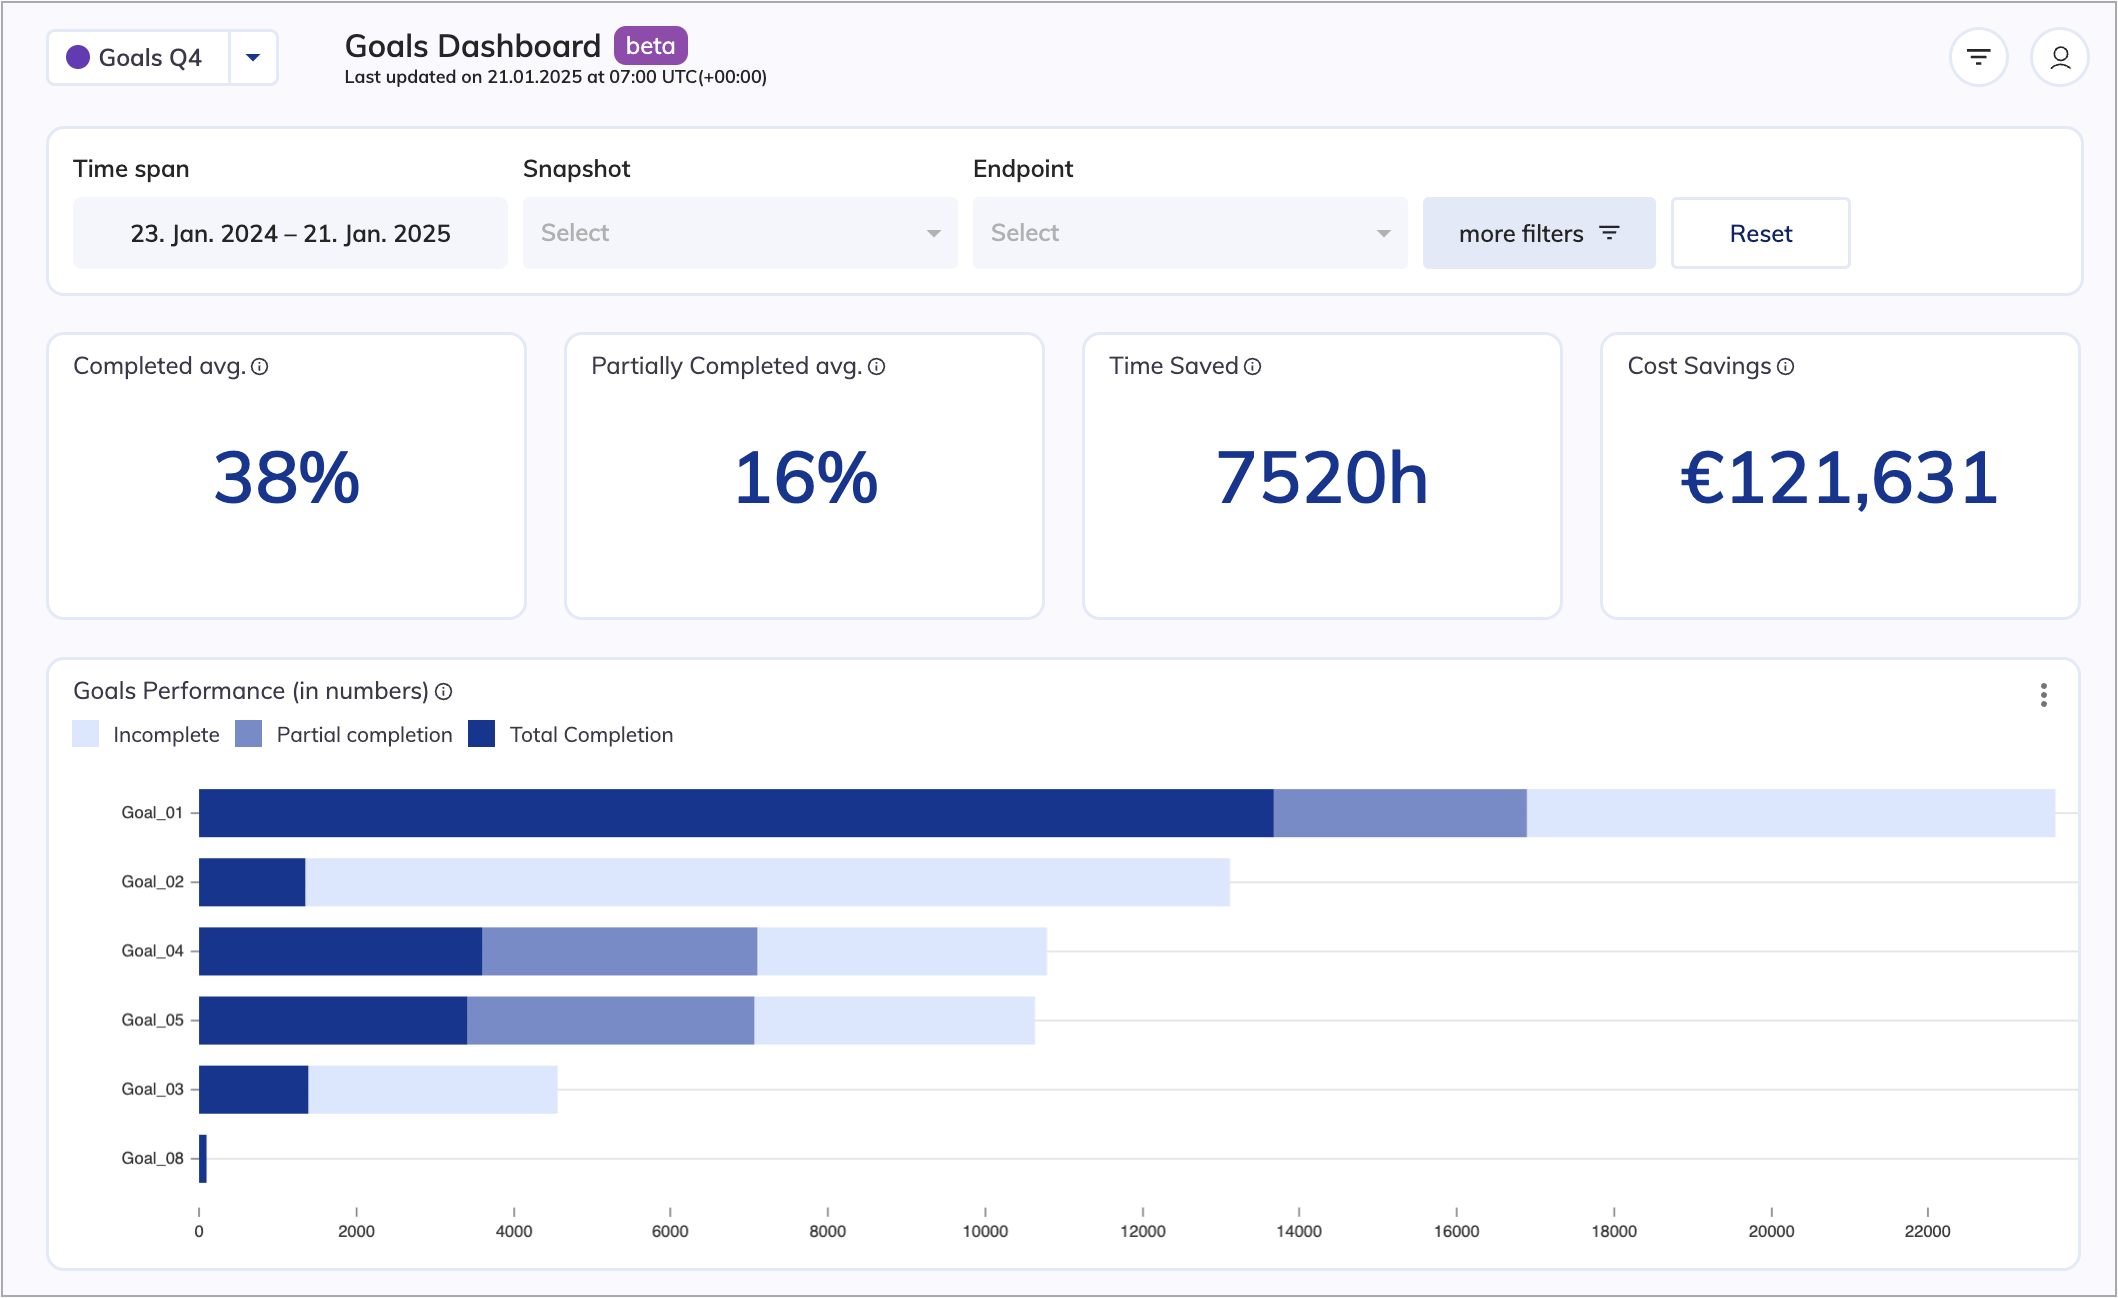 Goals Q4
Goals Dashboard beta
Last updated on 21.01.2025 at 07:00 UTC(+00:00)
Time span
Snapshot
Endpoint
23. Jan. 2024 – 21. Jan. 2025
Select
Select
more filters
Reset
Completed avg.
Partially Completed avg.
Time Saved
Cost Savings
38%
16%
7520h
€121,631
Goals Performance (in numbers)
Incomplete
Partial completion
Total Completion
Goal_01
Goal_02
Goal_04
Goal_05
Goal_03
Goal_08
0 2000 4000 6000 8000 10000 12000 14000 16000 18000 20000 22000